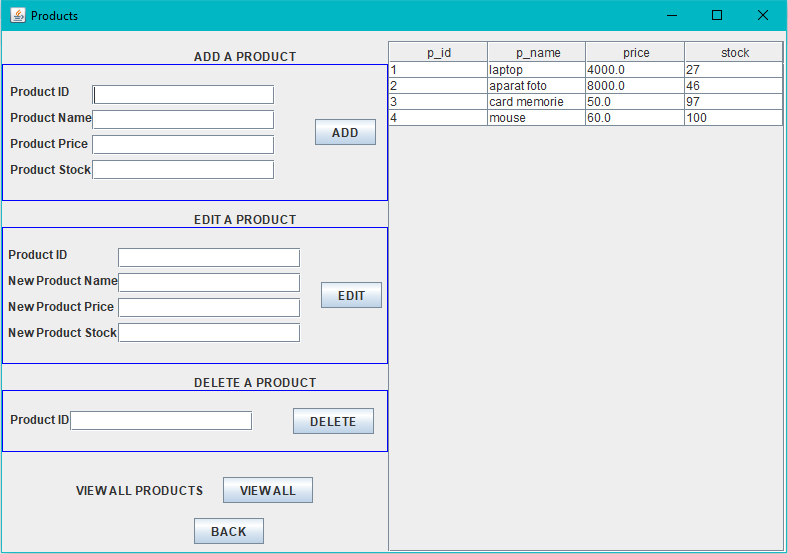 Products
ADD A PRODUCT
Product ID
Product Name
Product Price
Product Stock
ADD
EDIT A PRODUCT
Product ID
New Product Name
New Product Price
New Product Stock
EDIT
DELETE A PRODUCT
Product ID
DELETE
VIEW ALL PRODUCTS
VIEW ALL
BACK
p_id p_name price stock
1 laptop 4000.0 27
2 aparat foto 8000.0 46
3 card memorie 50.0 97
4 mouse 60.0 100